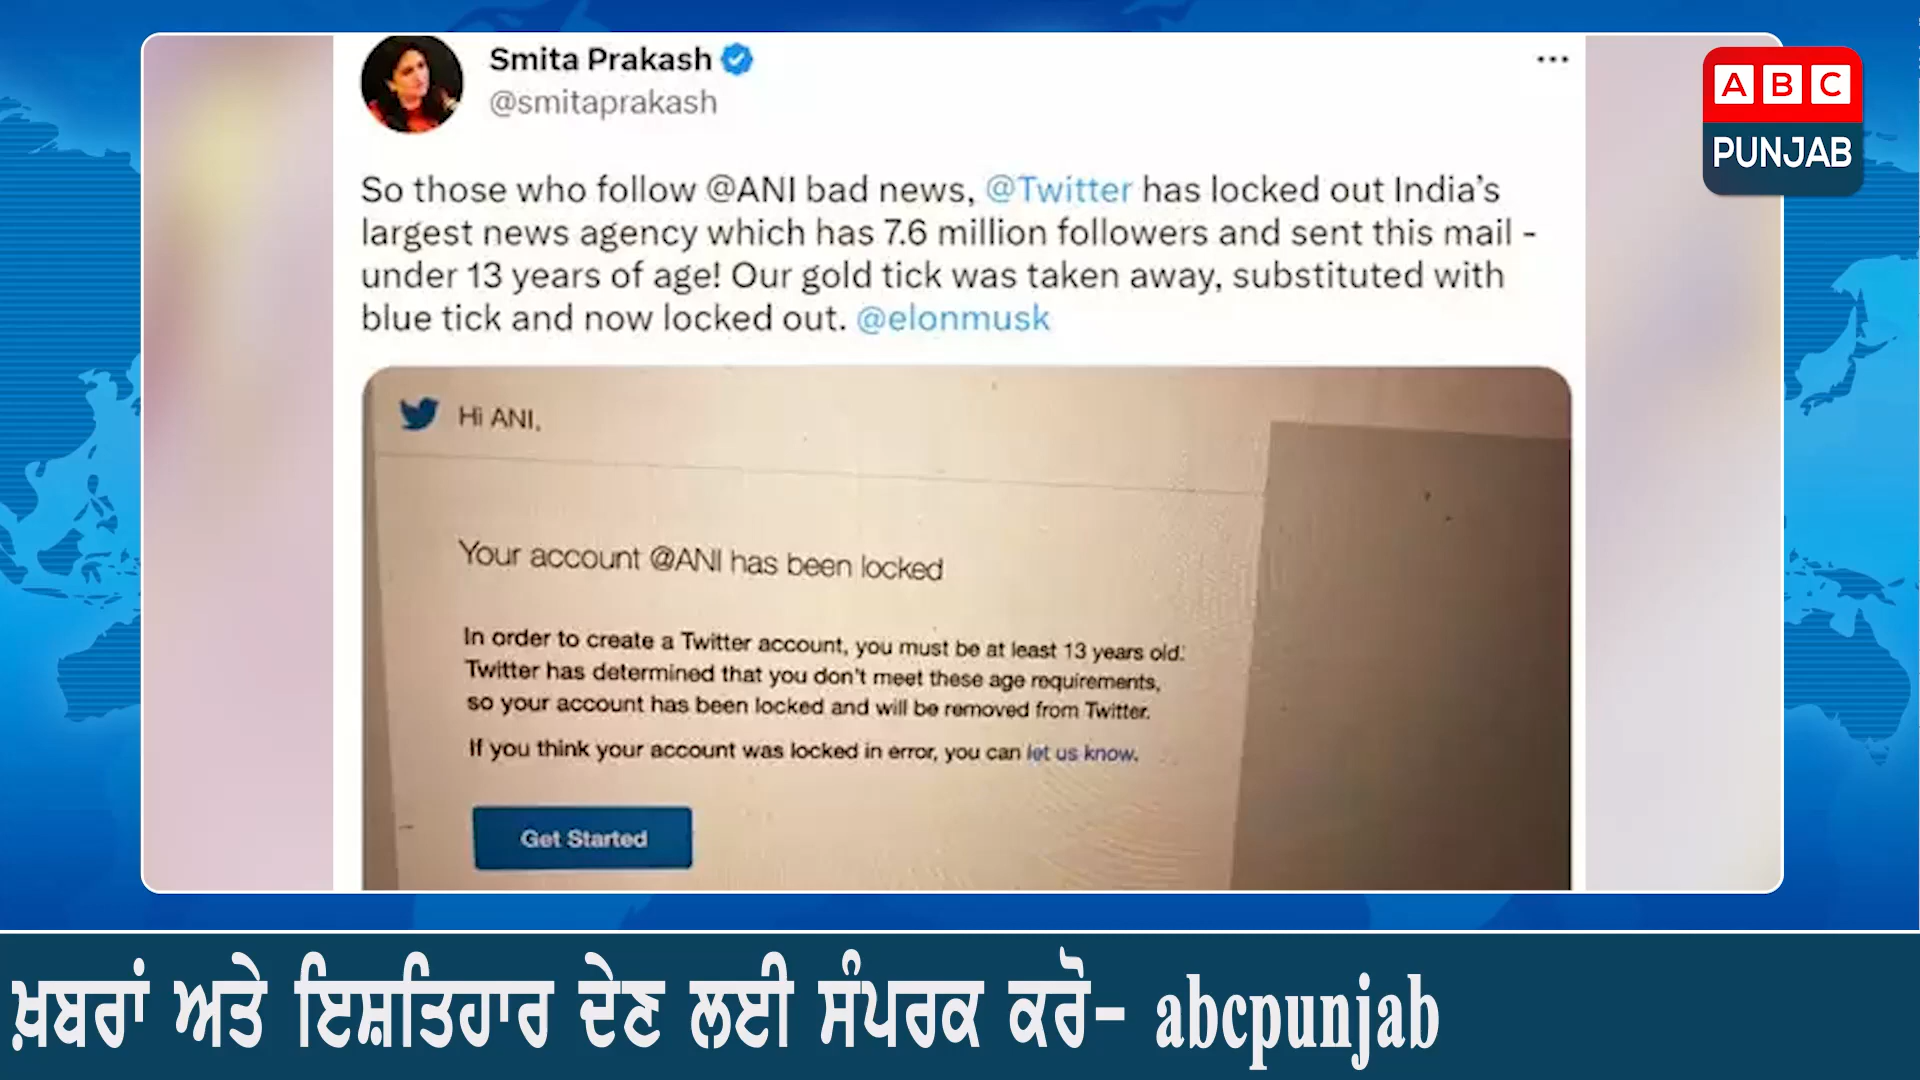 Smita Prakash
@smitaprakash
So those who follow @ANI bad news, @Twitter has locked out India’s
largest news agency which has 7.6 million followers and sent this mail -
under 13 years of age! Our gold tick was taken away, substituted with
blue tick and now locked out. @elonmusk
Hi ANI,
Your account @ANI has been locked
In order to create a Twitter account, you must be at least 13 years old.
Twitter has determined that you don't meet these age requirements,
so your account has been locked and will be removed from Twitter.
If you think your account was locked in error, you can let us know.
Get Started
ABC
PUNJAB
ਖ਼ਬਰਾਂ ਅਤੇ ਇਸ਼ਤਿਹਾਰ ਦੇਣ ਲਈ ਸੰਪਰਕ ਕਰੋ- abcpunjab